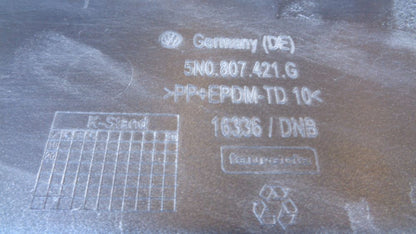 Germany (DE)
5N0.807.421.G
>PP+EPDM-TD 10<
K-Stand
16336 / DNB